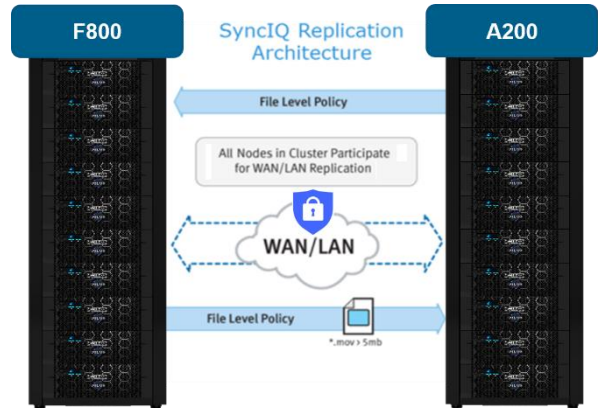 F800
SyncIQ Replication
Architecture
A200
File Level Policy
All Nodes in Cluster Participate
for WAN/LAN Replication
WAN/LAN
File Level Policy
*.mov > 5mb